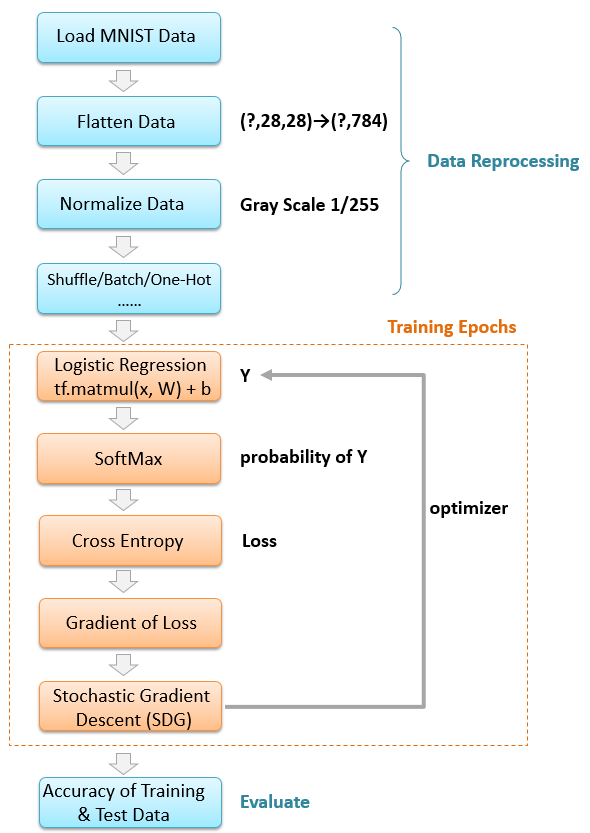 Load MNIST Data
Flatten Data
(?,28,28)→(?,784)
Data Reprocessing
Normalize Data
Gray Scale 1/255
Shuffle/Batch/One-Hot
......
Training Epochs
Logistic Regression
tf.matmul(x, W) + b
Y
SoftMax
probability of Y
optimizer
Cross Entropy
Loss
Gradient of Loss
Stochastic Gradient
Descent (SDG)
Accuracy of Training
& Test Data
Evaluate